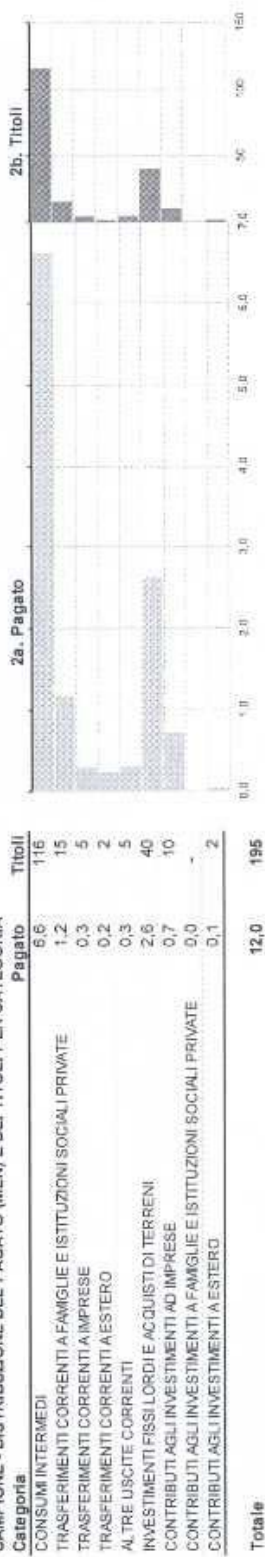 CAMPIONE - DISTRIBUZIONE DEL PAGATO (MLN) E DEI TITOLI PER CATEGORIA
Categoria Pagato Titoli
CONSUMI INTERMEDI 6,6 116
TRASFERIMENTI CORRENTI A FAMIGLIE E ISTITUZIONI SOCIALI PRIVATE 1,2 15
TRASFERIMENTI CORRENTI A IMPRESE 0,3 5
TRASFERIMENTI CORRENTI A ESTERO 0,2 2
ALTRE USCITE CORRENTI 0,3 5
INVESTIMENTI FISSI LORDI E ACQUISTI DI TERRENI 2,6 40
CONTRIBUTI AGLI INVESTIMENTI AD IMPRESE 0,7 10
CONTRIBUTI AGLI INVESTIMENTI A FAMIGLIE E ISTITUZIONI SOCIALI PRIVATE 0,0 -
CONTRIBUTI AGLI INVESTIMENTI A ESTERO 0,1 2
Totale 12,0 195
2a. Pagato
0,0 1,0 2,0 3,0 4,0 5,0 6,0 7,0
2b. Titoli
50 100 150